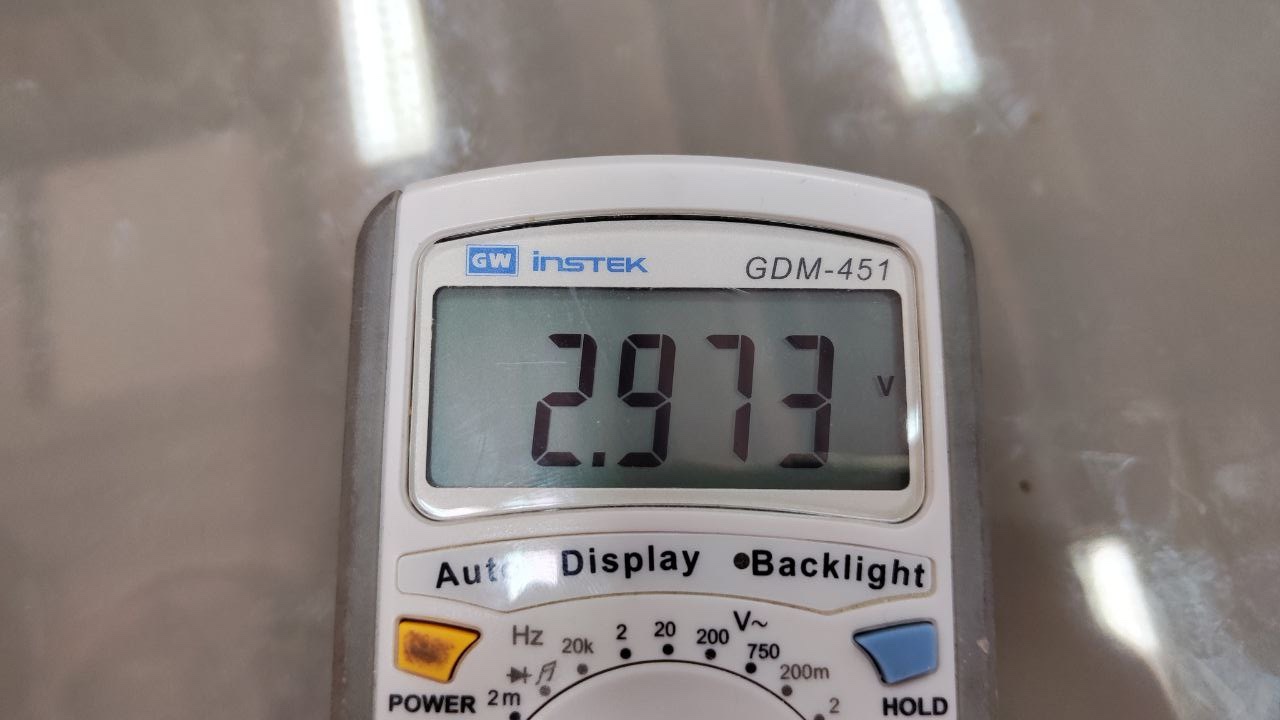 GW INSTEK GDM-451
2.973 V
Auto Display •Backlight
Hz 20k 2 20 200 V~ 750 200m 2
2m
POWER HOLD